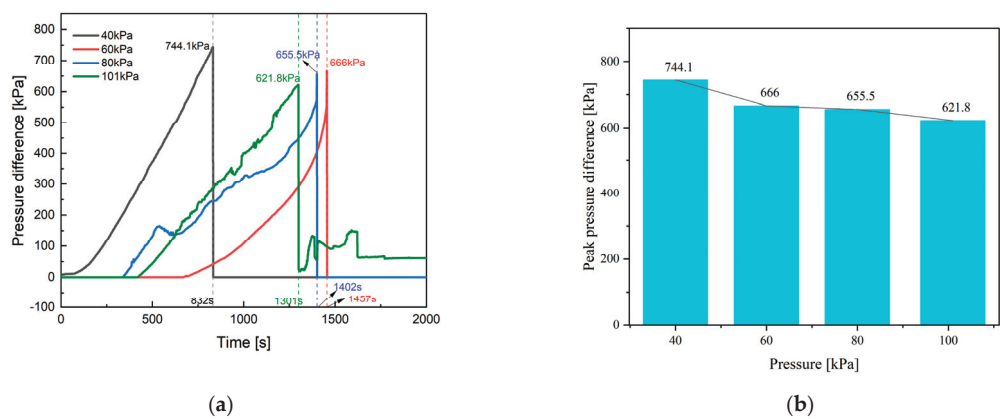 800
700
600
500
400
300
200
100
0
-100
Pressure difference [kPa]
40kPa
60kPa
80kPa
101kPa
744.1kPa
621.8kPa
655.5kPa
666kPa
832s
1301s
1402s
1457s
0
500
1000
1500
2000
Time [s]
(a)
800
600
400
200
0
Peak pressure difference [kPa]
744.1
666
655.5
621.8
40
60
80
100
Pressure [kPa]
(b)